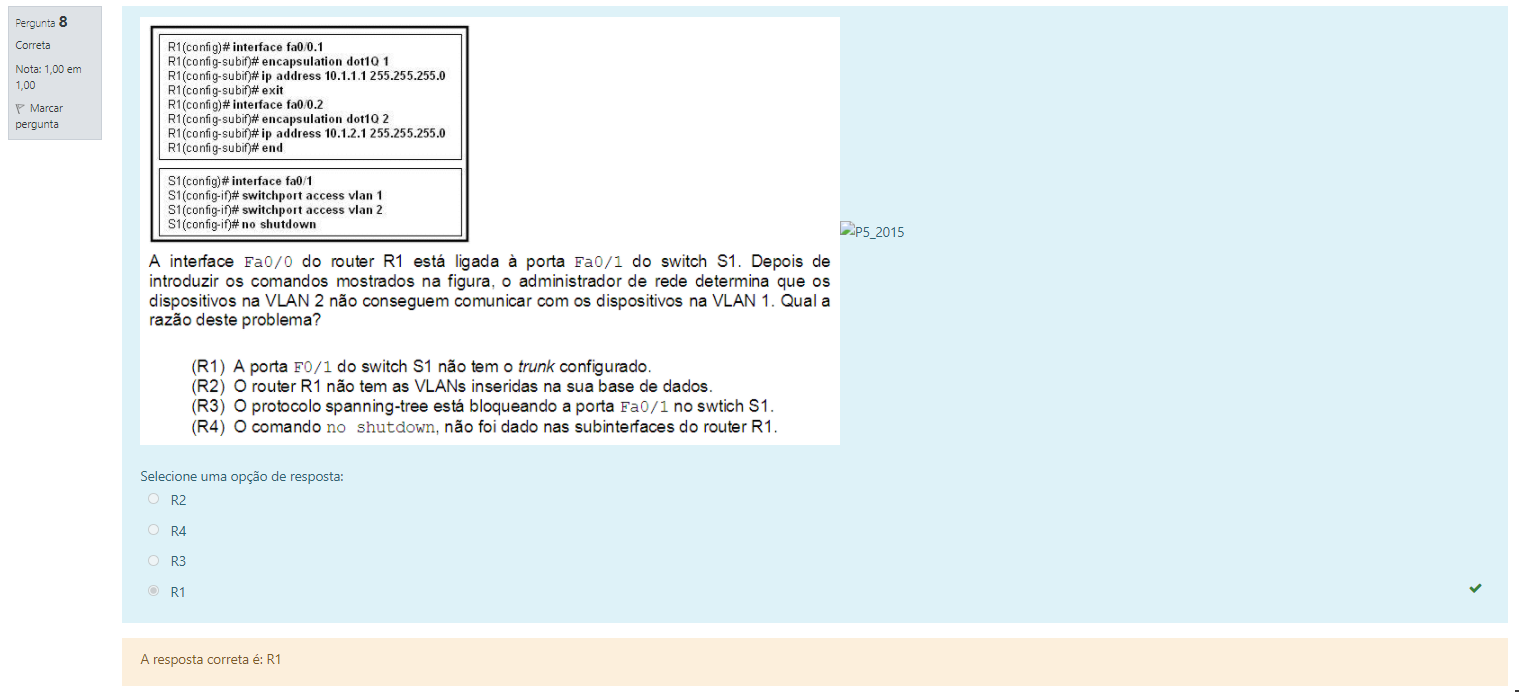 Pergunta 8
Correta
Nota: 1,00 em
1,00
Marcar
pergunta
R1(config)# interface fa0/0.1
R1(config-subif)# encapsulation dot1Q 1
R1(config-subif)# ip address 10.1.1.1 255.255.255.0
R1(config-subif)# exit
R1(config)# interface fa0/0.2
R1(config-subif)# encapsulation dot1Q 2
R1(config-subif)# ip address 10.1.2.1 255.255.255.0
R1(config-subif)# end
S1(config)# interface fa0/1
S1(config-if)# switchport access vlan 1
S1(config-if)# switchport access vlan 2
S1(config-if)# no shutdown
P5_2015
A interface Fa0/0 do router R1 está ligada à porta Fa0/1 do switch S1. Depois de
introduzir os comandos mostrados na figura, o administrador de rede determina que os
dispositivos na VLAN 2 não conseguem comunicar com os dispositivos na VLAN 1. Qual a
razão deste problema?
(R1) A porta F0/1 do switch S1 não tem o trunk configurado.
(R2) O router R1 não tem as VLANs inseridas na sua base de dados.
(R3) O protocolo spanning-tree está bloqueando a porta Fa0/1 no swtich S1.
(R4) O comando no shutdown, não foi dado nas subinterfaces do router R1.
Selecione uma opção de resposta:
R2
R4
R3
R1
A resposta correta é: R1